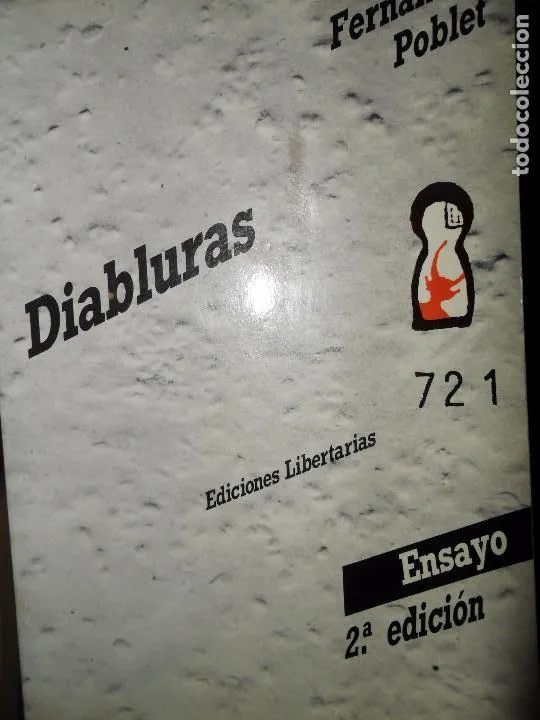 Poblet
Diabluras
721
Ediciones Libertarias
Ensayo
2.ª edición
todocoleccion